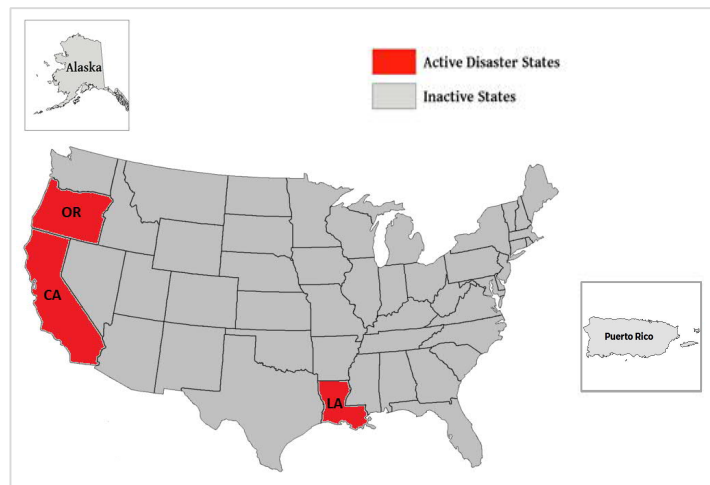 Alaska
Active Disaster States
Inactive States
OR
CA
Puerto Rico
LA